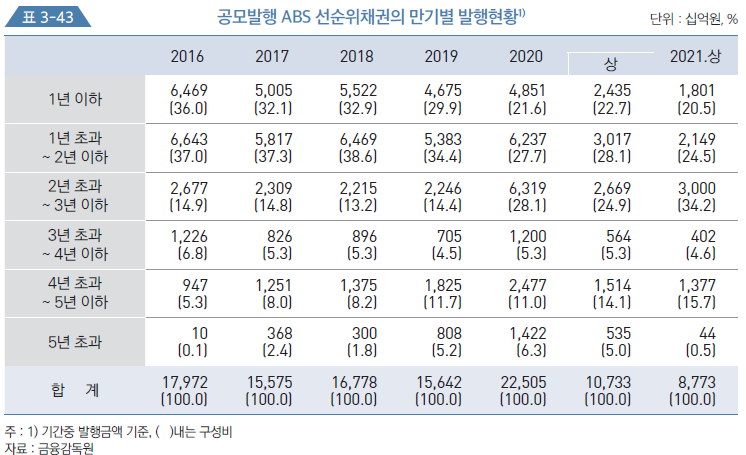 표 3-43 공모발행 ABS 선순위채권의 만기별 발행현황1) 단위 : 십억원, %
2016 2017 2018 2019 2020 상 2021.상
1년 이하 6,469 5,005 5,522 4,675 4,851 2,435 1,801
(36.0) (32.1) (32.9) (29.9) (21.6) (22.7) (20.5)
1년 초과 6,643 5,817 6,469 5,383 6,237 3,017 2,149
~ 2년 이하 (37.0) (37.3) (38.6) (34.4) (27.7) (28.1) (24.5)
2년 초과 2,677 2,309 2,215 2,246 6,319 2,669 3,000
~ 3년 이하 (14.9) (14.8) (13.2) (14.4) (28.1) (24.9) (34.2)
3년 초과 1,226 826 896 705 1,200 564 402
~ 4년 이하 (6.8) (5.3) (5.3) (4.5) (5.3) (5.3) (4.6)
4년 초과 947 1,251 1,375 1,825 2,477 1,514 1,377
~ 5년 이하 (5.3) (8.0) (8.2) (11.7) (11.0) (14.1) (15.7)
5년 초과 10 368 300 808 1,422 535 44
(0.1) (2.4) (1.8) (5.2) (6.3) (5.0) (0.5)
합 계 17,972 15,575 16,778 15,642 22,505 10,733 8,773
(100.0) (100.0) (100.0) (100.0) (100.0) (100.0) (100.0)
주 : 1) 기간중 발행금액 기준, ( )내는 구성비
자료 : 금융감독원